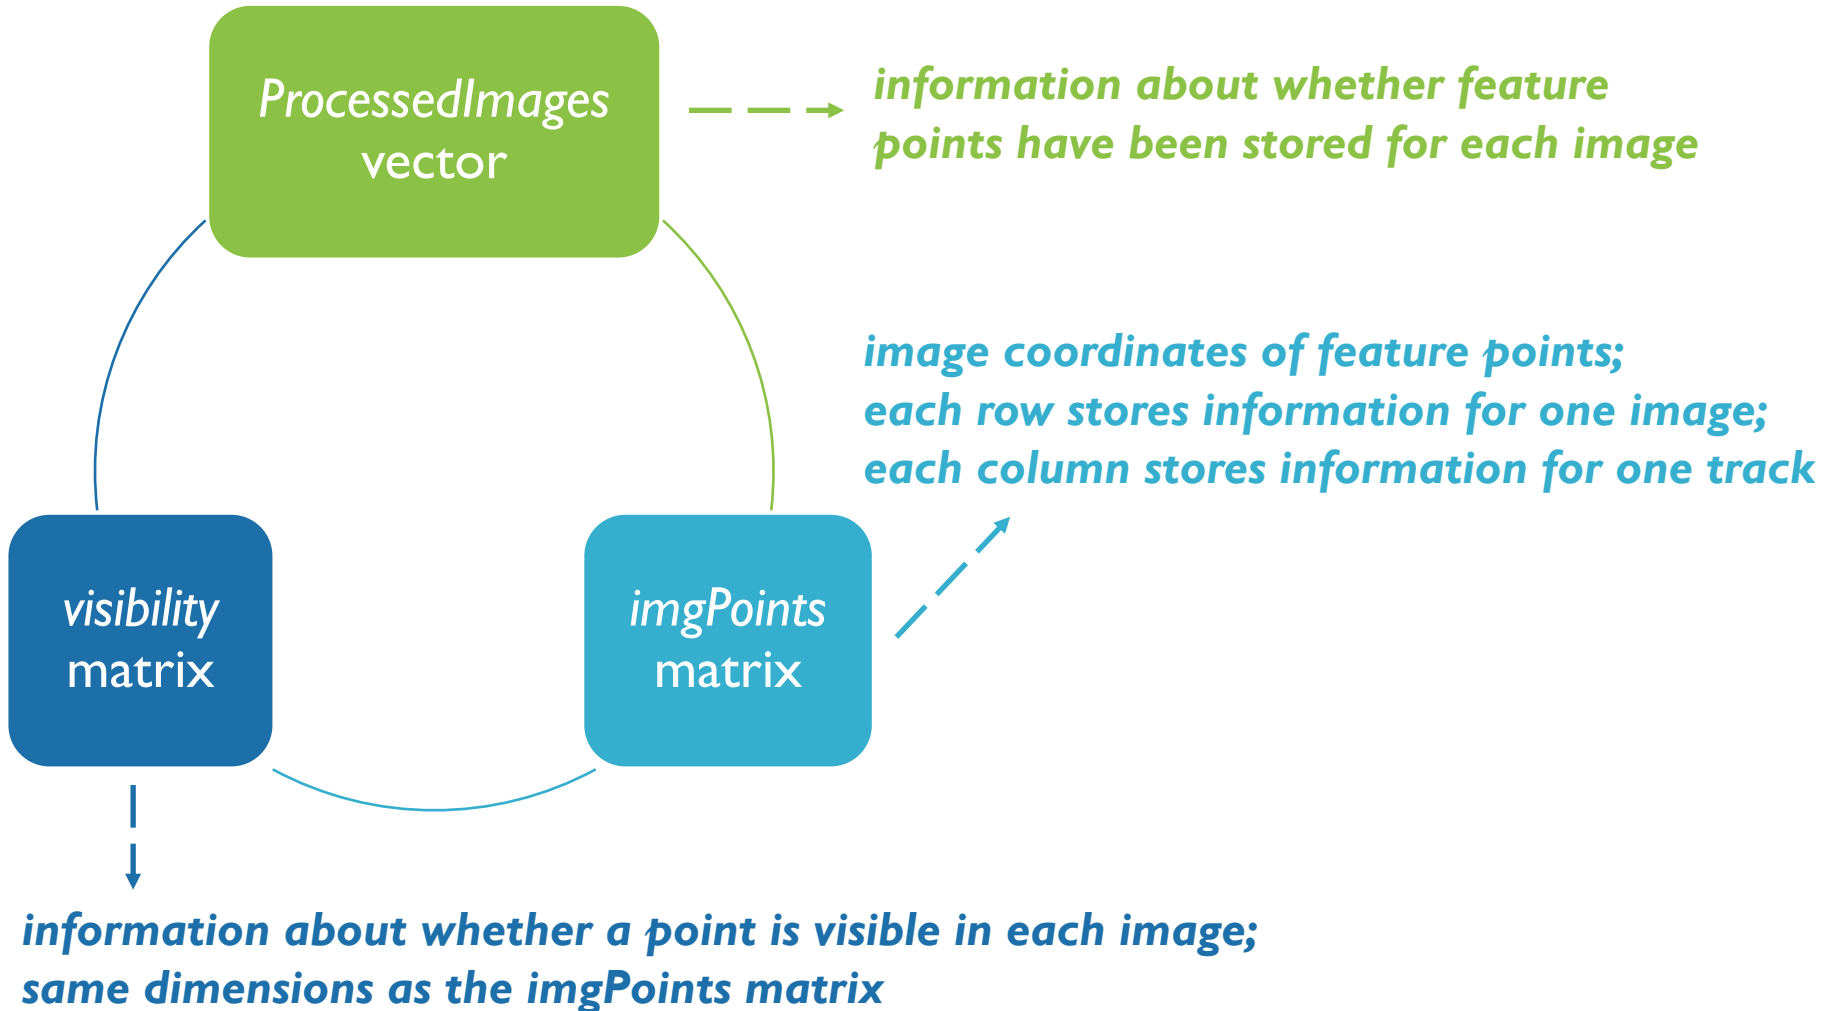 ProcessedImages
vector
information about whether feature
points have been stored for each image
image coordinates of feature points;
each row stores information for one image;
each column stores information for one track
visibility
matrix
imgPoints
matrix
information about whether a point is visible in each image;
same dimensions as the imgPoints matrix